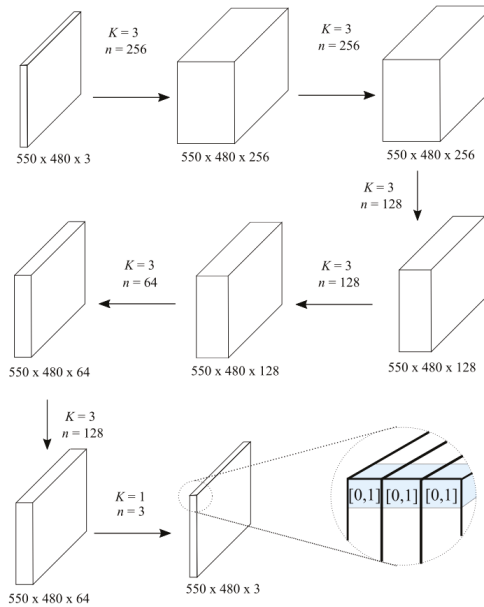 K = 3
n = 256
K = 3
n = 256
550 x 480 x 3
550 x 480 x 256
550 x 480 x 256
K = 3
n = 128
K = 3
n = 64
K = 3
n = 128
550 x 480 x 64
550 x 480 x 128
550 x 480 x 128
K = 3
n = 128
K = 1
n = 3
[0,1] [0,1] [0,1]
550 x 480 x 64
550 x 480 x 3